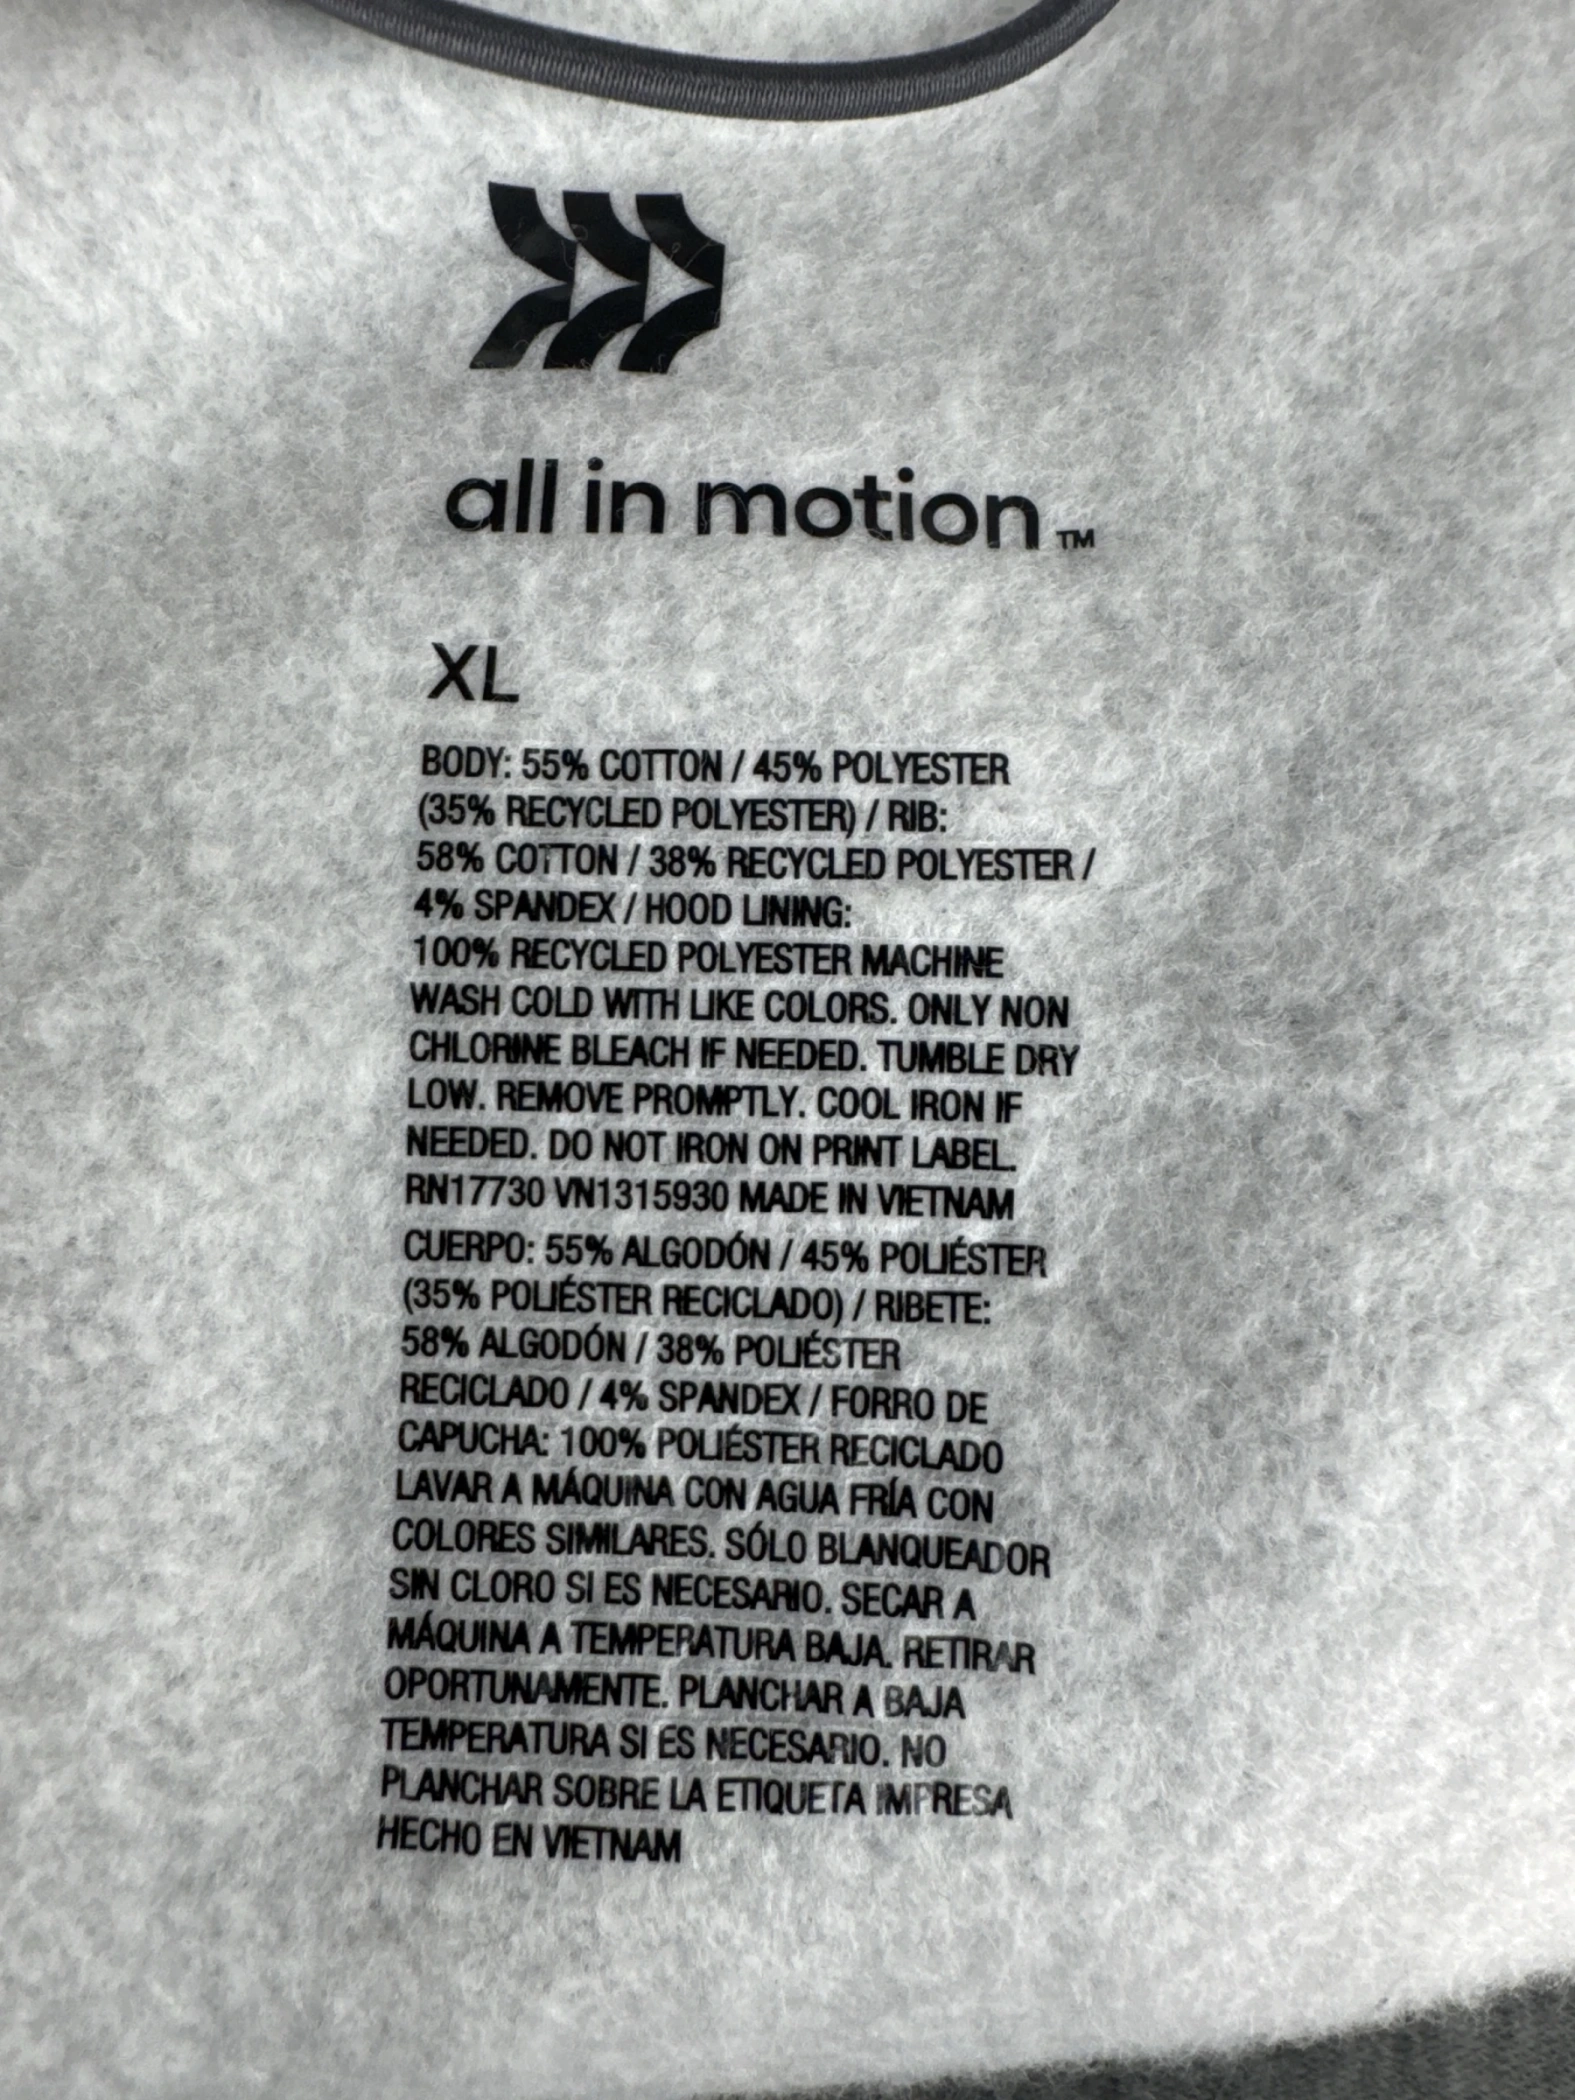 all in motion™
XL
BODY: 55% COTTON / 45% POLYESTER
(35% RECYCLED POLYESTER) / RIB:
58% COTTON / 38% RECYCLED POLYESTER /
4% SPANDEX / HOOD LINING:
100% RECYCLED POLYESTER MACHINE
WASH COLD WITH LIKE COLORS. ONLY NON
CHLORINE BLEACH IF NEEDED. TUMBLE DRY
LOW. REMOVE PROMPTLY. COOL IRON IF
NEEDED. DO NOT IRON ON PRINT LABEL.
RN17730 VN1315930 MADE IN VIETNAM
CUERPO: 55% ALGODÓN / 45% POLIÉSTER
(35% POLIÉSTER RECICLADO) / RIBETE:
58% ALGODÓN / 38% POLIÉSTER
RECICLADO / 4% SPANDEX / FORRO DE
CAPUCHA: 100% POLIÉSTER RECICLADO
LAVAR A MÁQUINA CON AGUA FRÍA CON
COLORES SIMILARES. SÓLO BLANQUEADOR
SIN CLORO SI ES NECESARIO. SECAR A
MÁQUINA A TEMPERATURA BAJA. RETIRAR
OPORTUNAMENTE. PLANCHAR A BAJA
TEMPERATURA SI ES NECESARIO. NO
PLANCHAR SOBRE LA ETIQUETA IMPRESA
HECHO EN VIETNAM